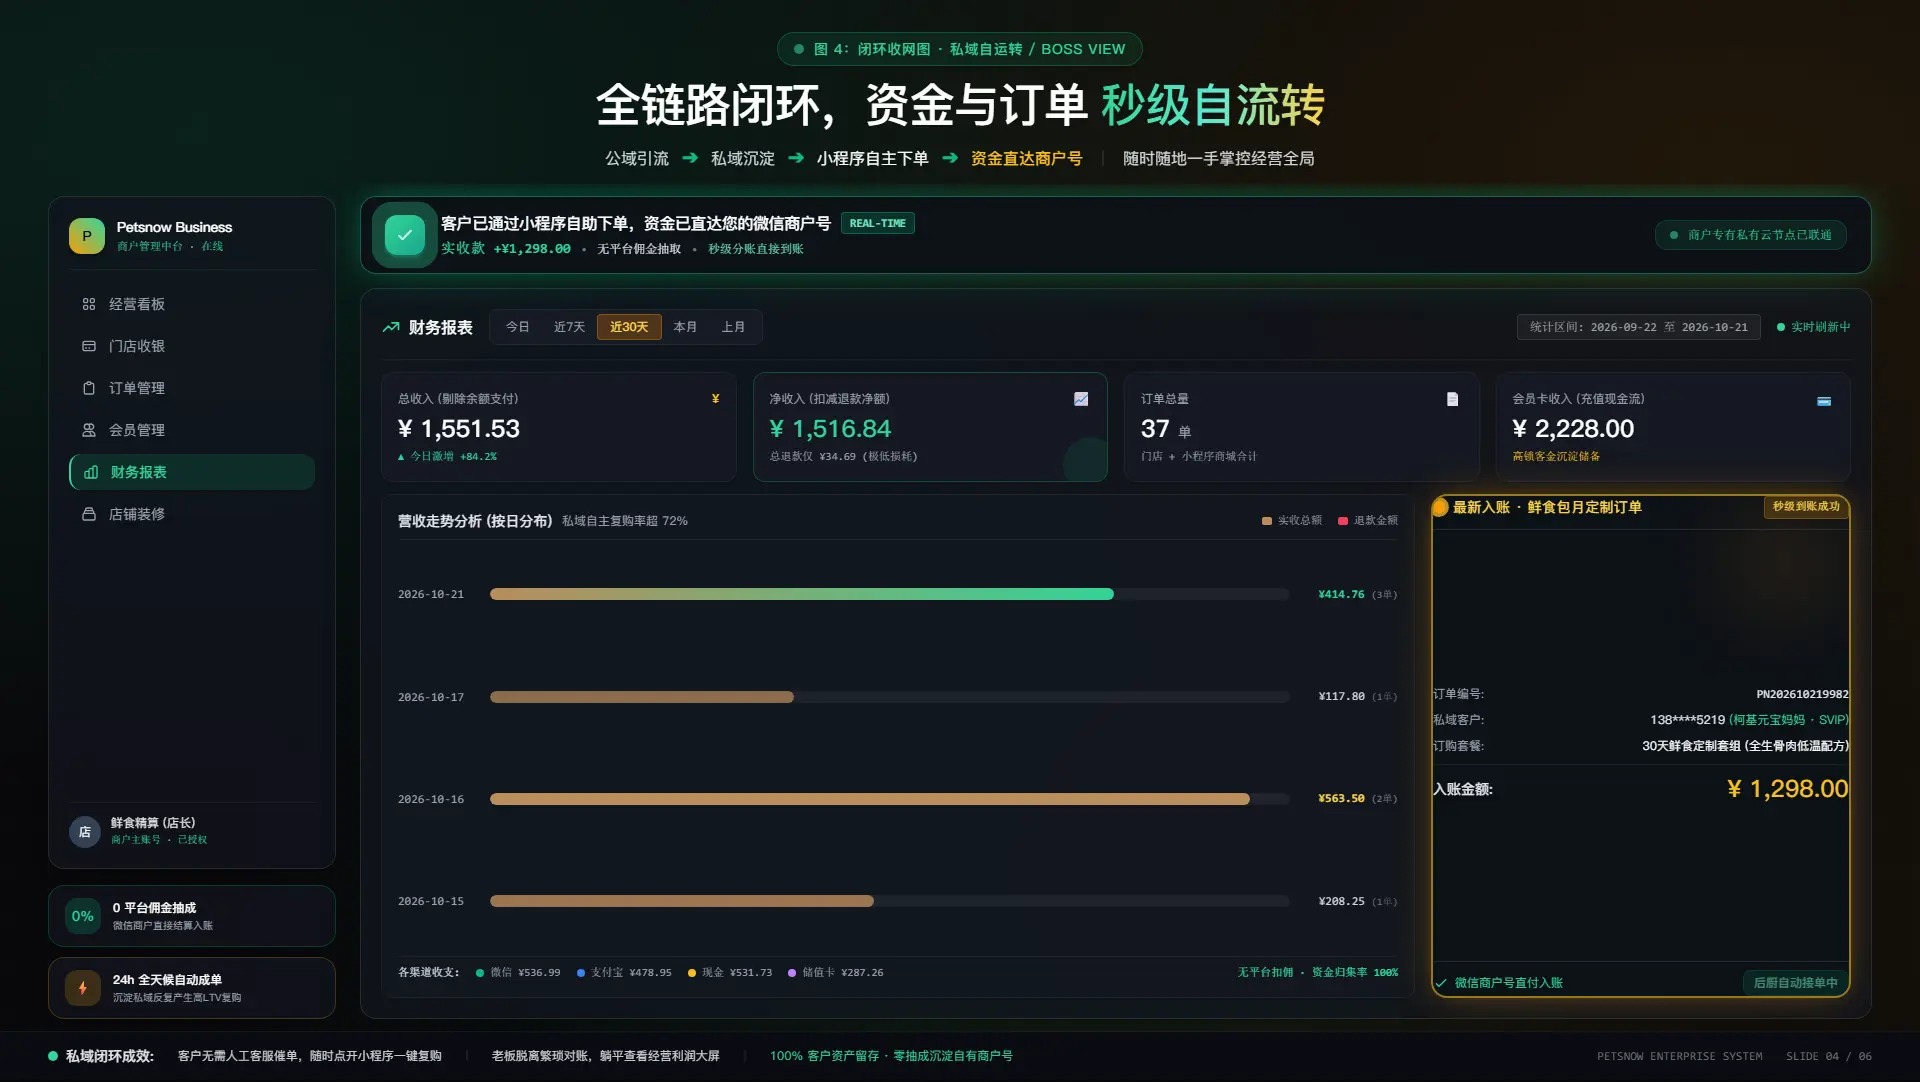 图 4：闭环收网图 · 私域自运转 / BOSS VIEW
全链路闭环，资金与订单 秒级自流转
公域引流 ➔ 私域沉淀 ➔ 小程序自主下单 ➔ 资金直达商户号 | 随时随地一手掌控经营全局
P
Petsnow Business
商户管理中台 · 在线
经营看板
门店收银
订单管理
会员管理
财务报表
店铺装修
店
鲜食精算 (店长)
商户主账号 · 已授权
0%
0 平台佣金抽成
微信商户直接结算入账
24h 全天候自动成单
沉淀私域反复产生高LTV复购
客户已通过小程序自助下单，资金已直达您的微信商户号 REAL-TIME
实收款 +¥1,298.00 • 无平台佣金抽取 • 秒级分账直接到账
商户专有私有云节点已联通
财务报表
今日 近7天 近30天 本月 上月
统计区间: 2026-09-22 至 2026-10-21
实时刷新中
总收入 (剔除余额支付) ¥
¥ 1,551.53
▲ 今日激增 +84.2%
净收入 (扣减退款净额)
¥ 1,516.84
总退款仅 ¥34.69 (极低损耗)
订单总量
37 单
门店 + 小程序商城合计
会员卡收入 (充值现金流)
¥ 2,228.00
高锁客金沉淀储备
营收走势分析 (按日分布) 私域自主复购率超 72%
实收总额 退款金额
2026-10-21 ¥414.76 (3单)
2026-10-17 ¥117.80 (1单)
2026-10-16 ¥563.50 (2单)
2026-10-15 ¥208.25 (1单)
各渠道收支: 微信 ¥536.99 支付宝 ¥478.95 现金 ¥531.73 储值卡 ¥287.26
无平台扣佣 · 资金归集率 100%
最新入账 · 鲜食包月定制订单
秒级到账成功
订单编号: PN202610219982
私域客户: 138****5219 (柯基元宝妈妈 · SVIP)
订购套餐: 30天鲜食定制套组 (全生骨肉低温配方)
入账金额: ¥ 1,298.00
微信商户号直付入账
后厨自动接单中
私域闭环成效: 客户无需人工客服催单，随时点开小程序一键复购 | 老板脱离繁琐对账，躺平查看经营利润大屏 | 100% 客户资产留存 · 零抽成沉淀自有商户号
PETSNOW ENTERPRISE SYSTEM SLIDE 04 / 06